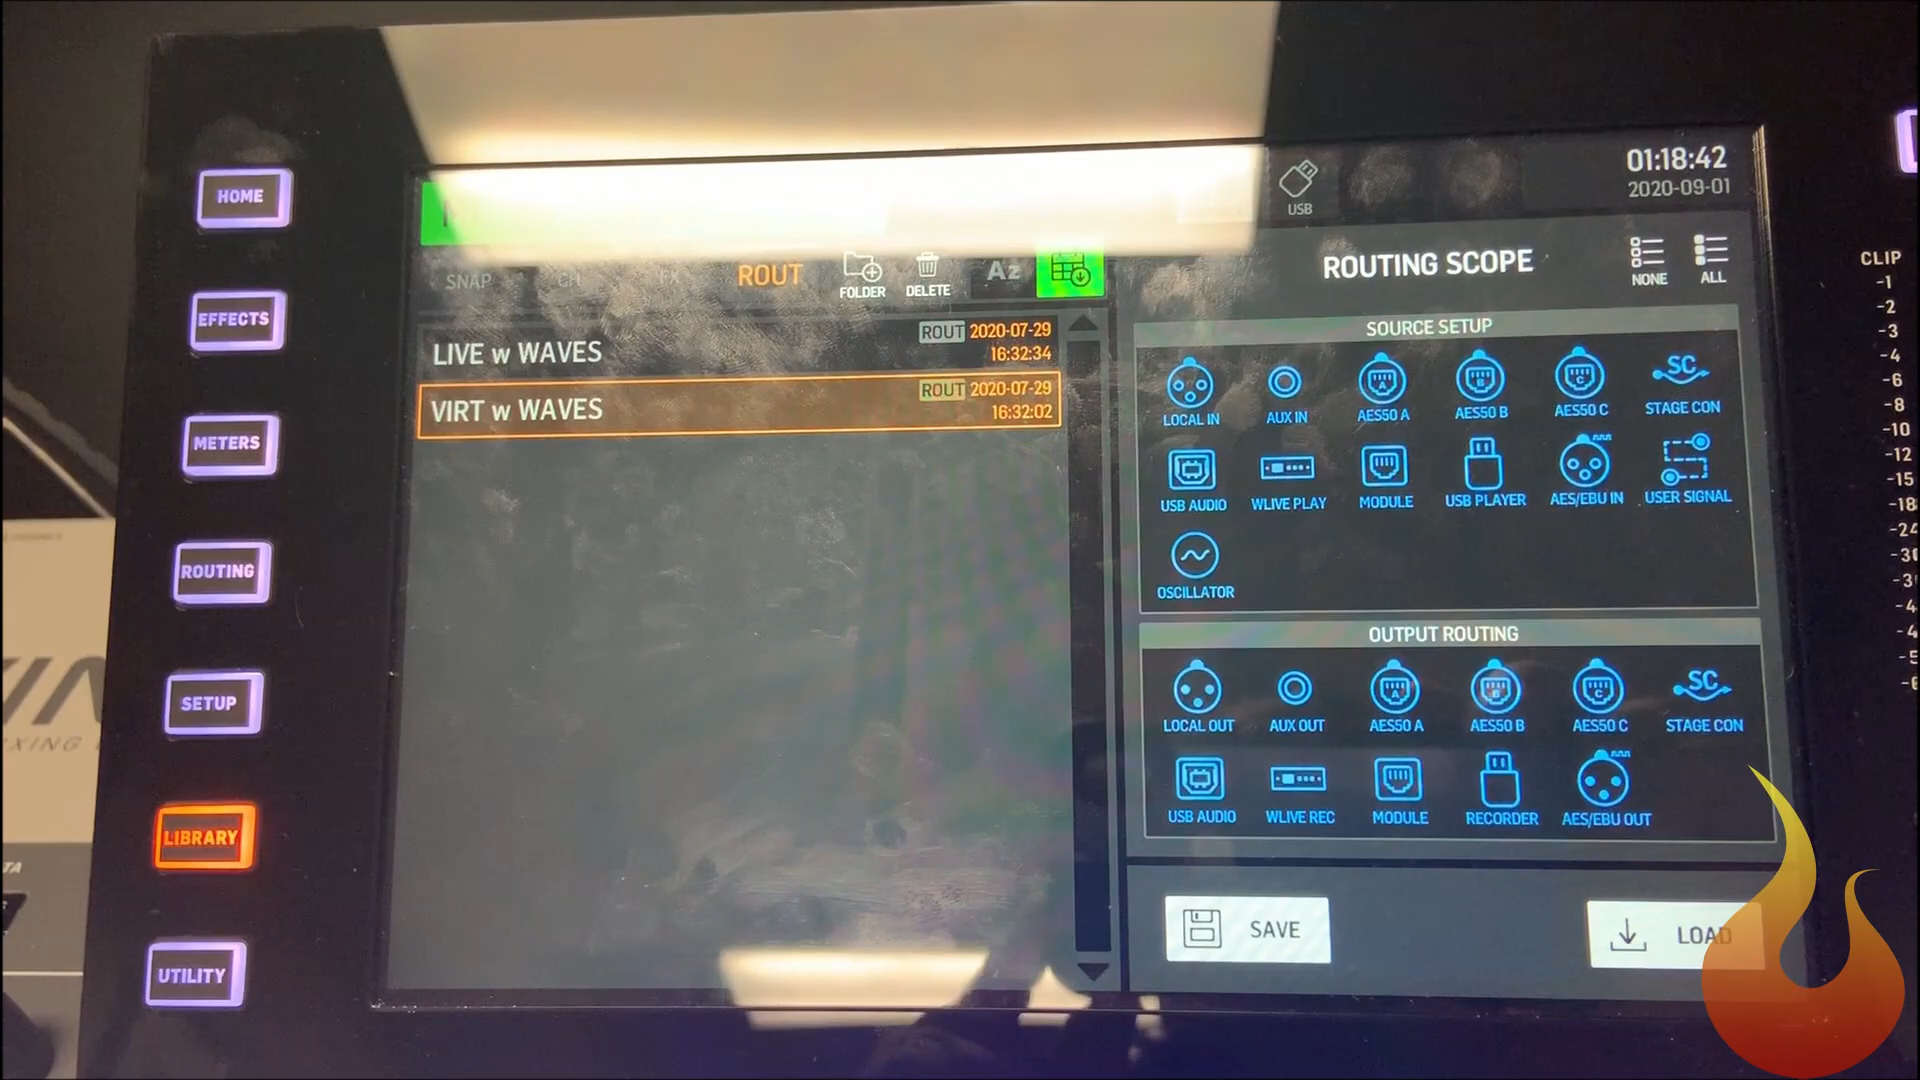 HOME
EFFECTS
METERS
ROUTING
SETUP
LIBRARY
UTILITY
USB
01:18:42
2020-09-01
SNAP CH FX ROUT FOLDER DELETE AZ
LIVE w WAVES
ROUT 2020-07-29
16:32:34
VIRT w WAVES
ROUT 2020-07-29
16:32:02
ROUTING SCOPE
NONE ALL
SOURCE SETUP
LOCAL IN AUX IN AES50 A AES50 B AES50 C SC STAGE CON
USB AUDIO WLIVE PLAY MODULE USB PLAYER AES/EBU IN USER SIGNAL
OSCILLATOR
OUTPUT ROUTING
LOCAL OUT AUX OUT AES50 A AES50 B AES50 C SC STAGE CON
USB AUDIO WLIVE REC MODULE RECORDER AES/EBU OUT
SAVE
LOAD
CLIP
-1
-2
-3
-4
-6
-8
-10
-12
-15
-18
-24